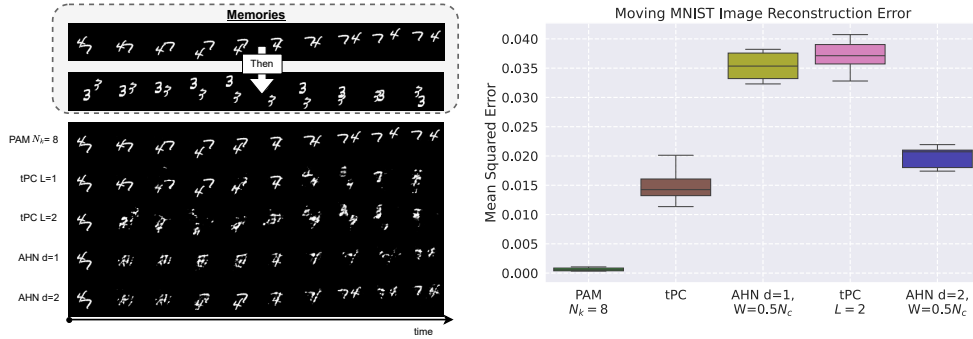 Memories
Then
PAM N_k = 8
tPC L=1
tPC L=2
AHN d=1
AHN d=2
time
Moving MNIST Image Reconstruction Error
Mean Squared Error
0.040
0.035
0.030
0.025
0.020
0.015
0.010
0.005
0.000
PAM
N_k = 8
tPC
AHN d=1,
W=0.5N_c
tPC
L = 2
AHN d=2,
W=0.5N_c